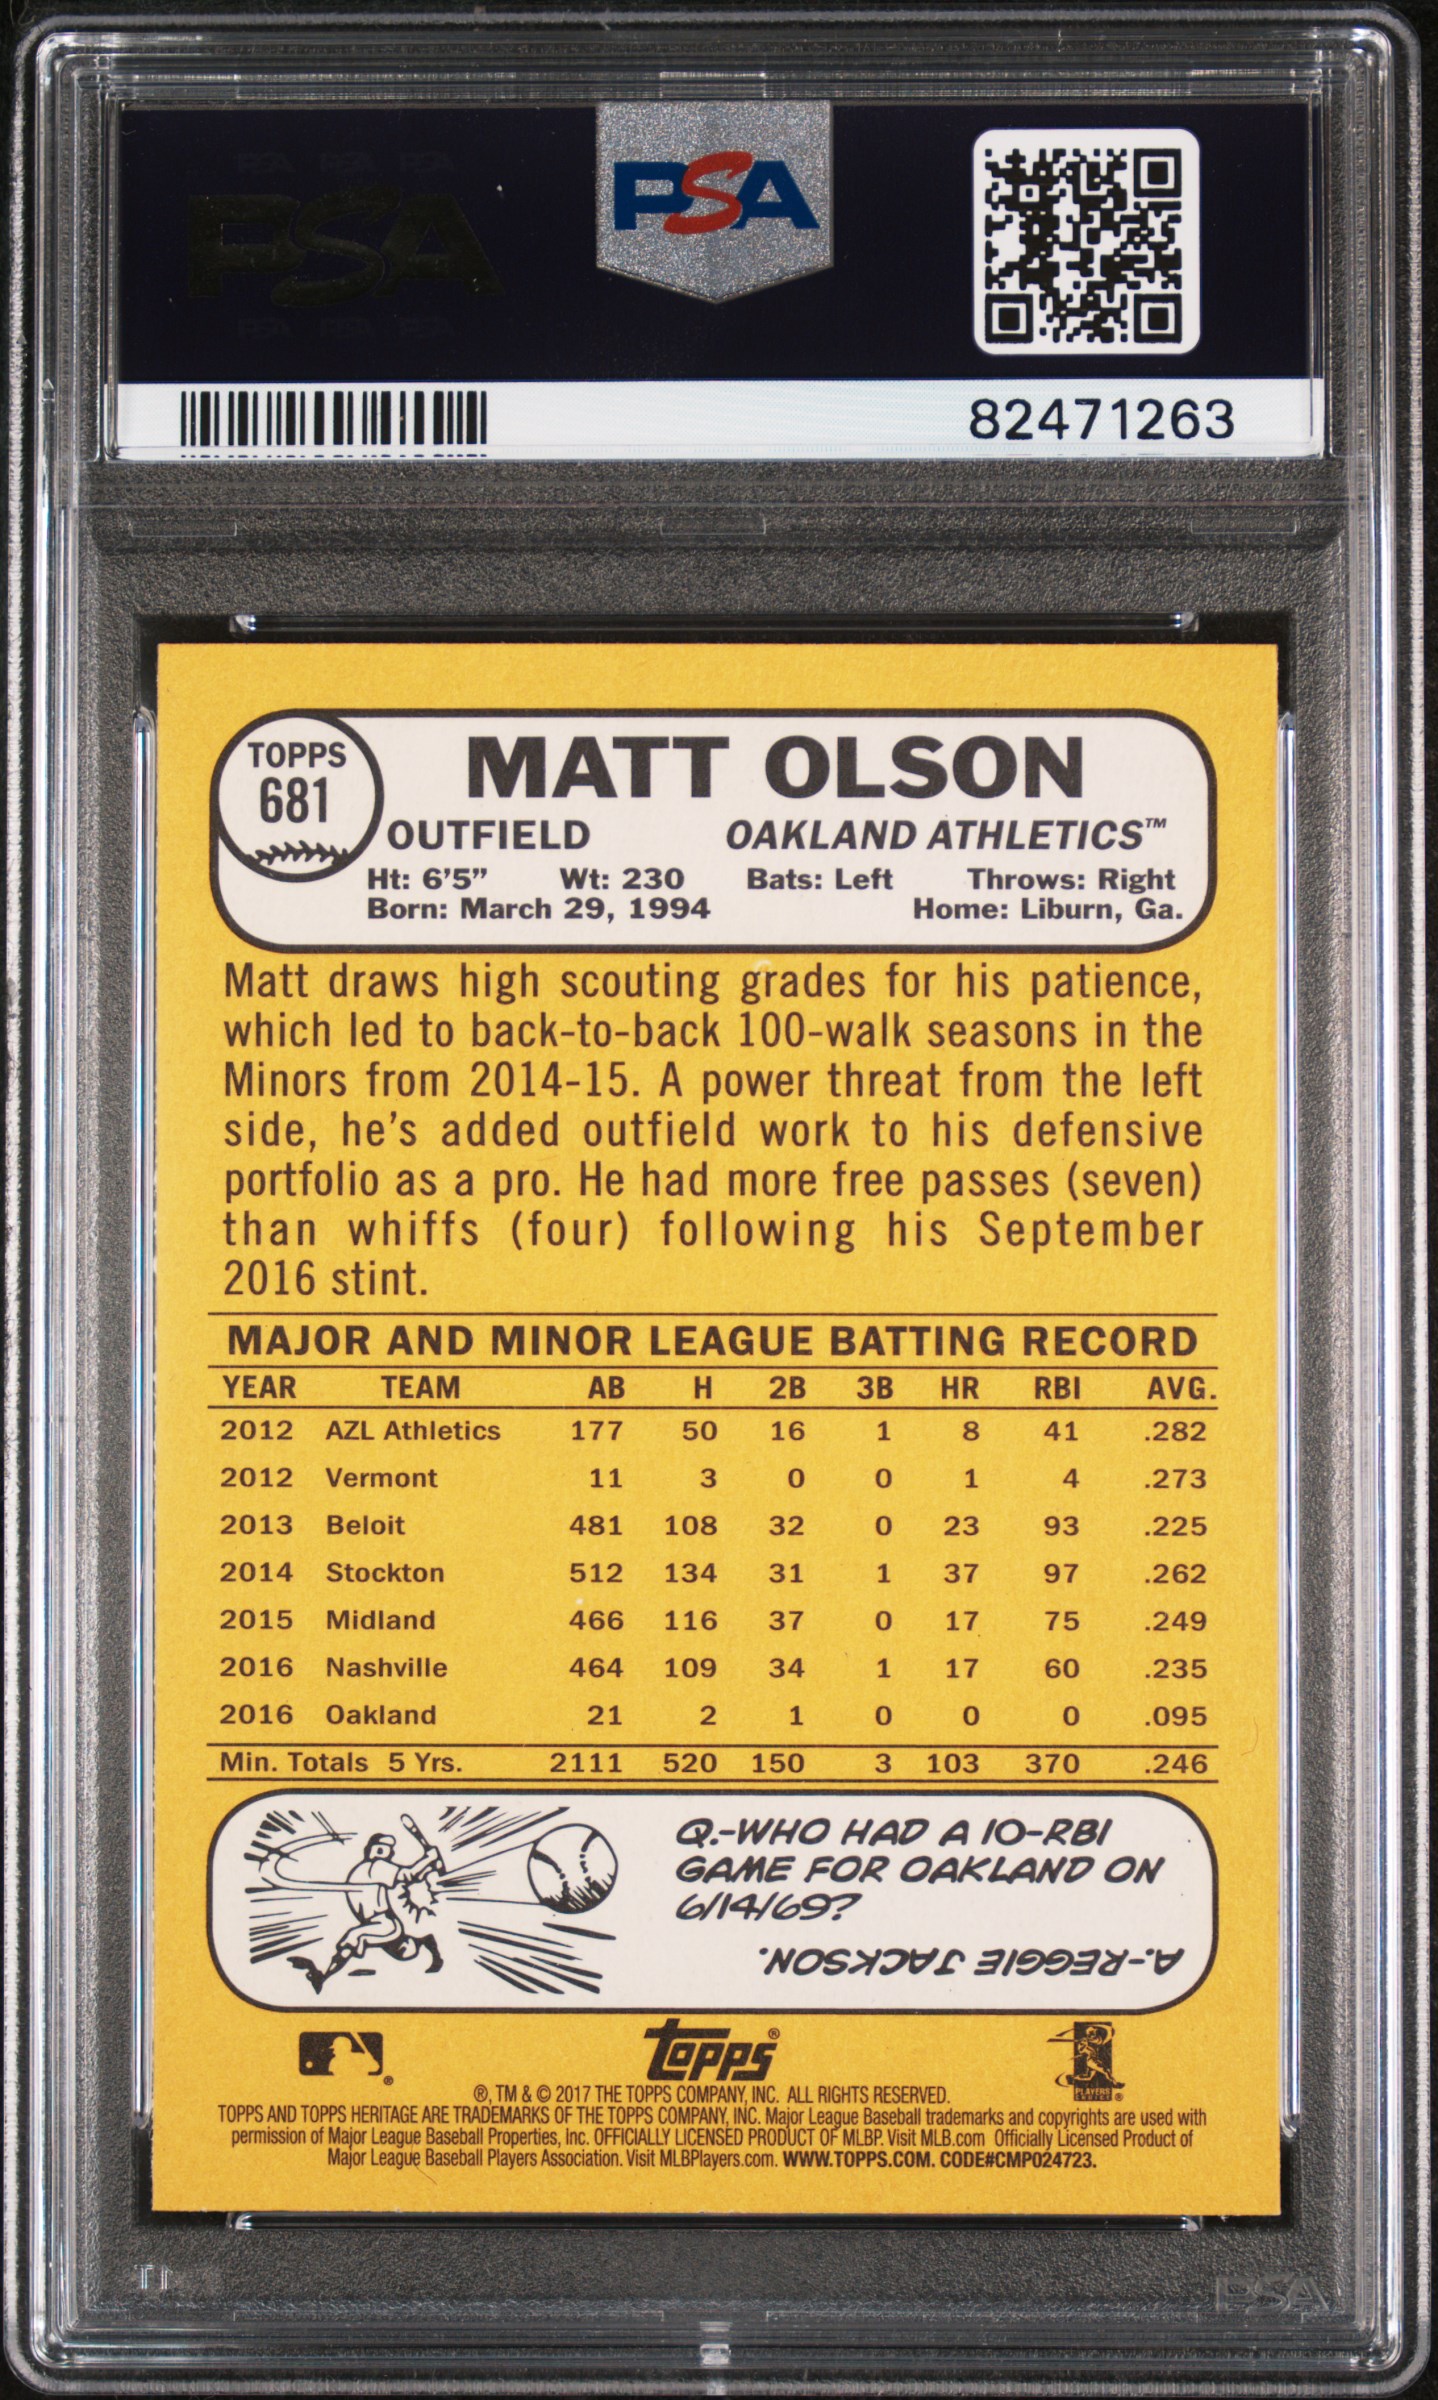 PSA
PSA
82471263
TOPPS
681
MATT OLSON
OUTFIELD OAKLAND ATHLETICS™
Ht: 6'5” Wt: 230 Bats: Left Throws: Right
Born: March 29, 1994 Home: Liburn, Ga.
Matt draws high scouting grades for his patience,
which led to back-to-back 100-walk seasons in the
Minors from 2014-15. A power threat from the left
side, he's added outfield work to his defensive
portfolio as a pro. He had more free passes (seven)
than whiffs (four) following his September
2016 stint.
MAJOR AND MINOR LEAGUE BATTING RECORD
YEAR TEAM AB H 2B 3B HR RBI AVG.
2012 AZL Athletics 177 50 16 1 8 41 .282
2012 Vermont 11 3 0 0 1 4 .273
2013 Beloit 481 108 32 0 23 93 .225
2014 Stockton 512 134 31 1 37 97 .262
2015 Midland 466 116 37 0 17 75 .249
2016 Nashville 464 109 34 1 17 60 .235
2016 Oakland 21 2 1 0 0 0 .095
Min. Totals 5 Yrs. 2111 520 150 3 103 370 .246
Q.-WHO HAD A 10-RBI
GAME FOR OAKLAND ON
6/14/69?
A.-REGGIE JACKSON.
topps®
®, TM & © 2017 THE TOPPS COMPANY, INC. ALL RIGHTS RESERVED.
TOPPS AND TOPPS HERITAGE ARE TRADEMARKS OF THE TOPPS COMPANY, INC. Major League Baseball trademarks and copyrights are used with
permission of Major League Baseball Properties, Inc. OFFICIALLY LICENSED PRODUCT OF MLBP. Visit MLB.com Officially Licensed Product of
Major League Baseball Players Association. Visit MLBPlayers.com. WWW.TOPPS.COM. CODE#CMP024723.
PSA